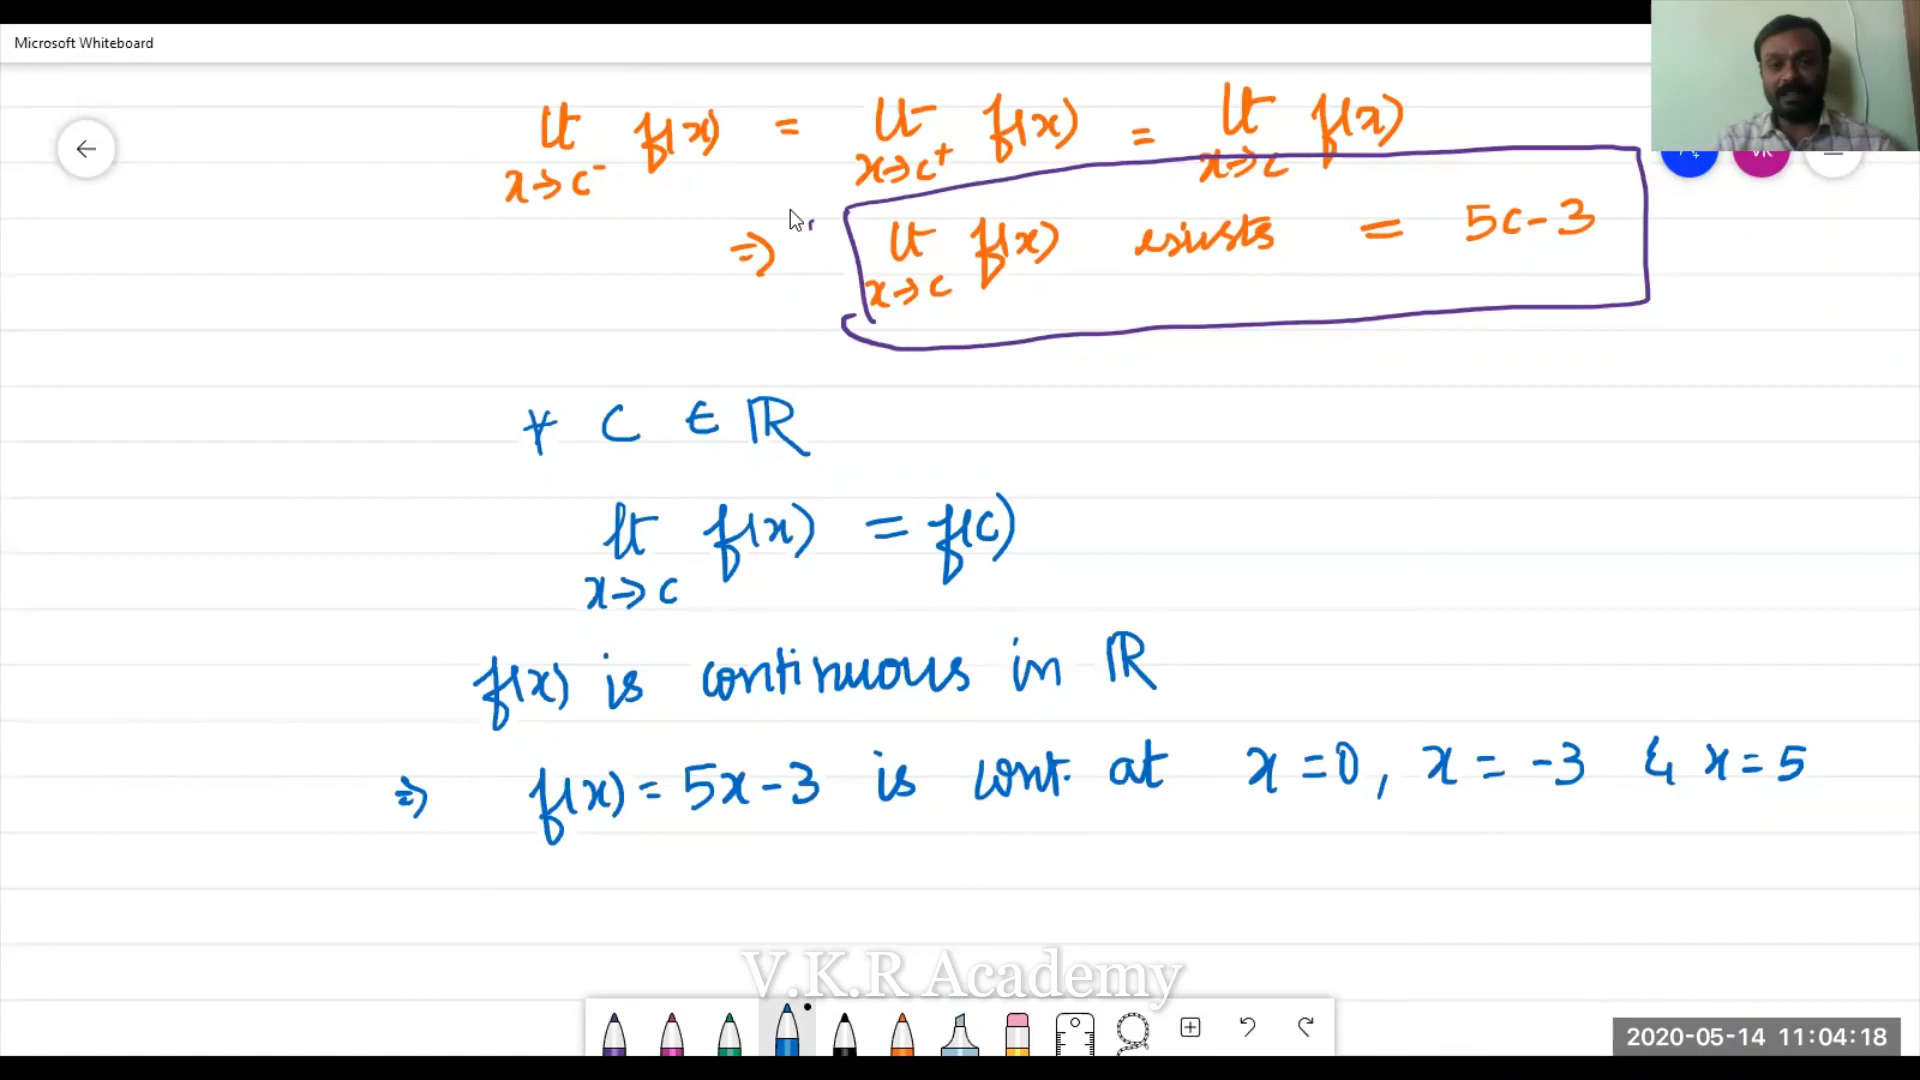 Microsoft Whiteboard
lt f(x) = lt f(x) = lt f(x)
x→c⁻ x→c⁺ x→c
⇒ lt f(x) exists = 5c-3
x→c
∀ c ∈ ℝ
lt f(x) = f(c)
x→c
f(x) is continuous in ℝ
⇒ f(x) = 5x-3 is cont. at x=0, x=-3 & x=5
V.K.R Academy
2020-05-14 11:04:18